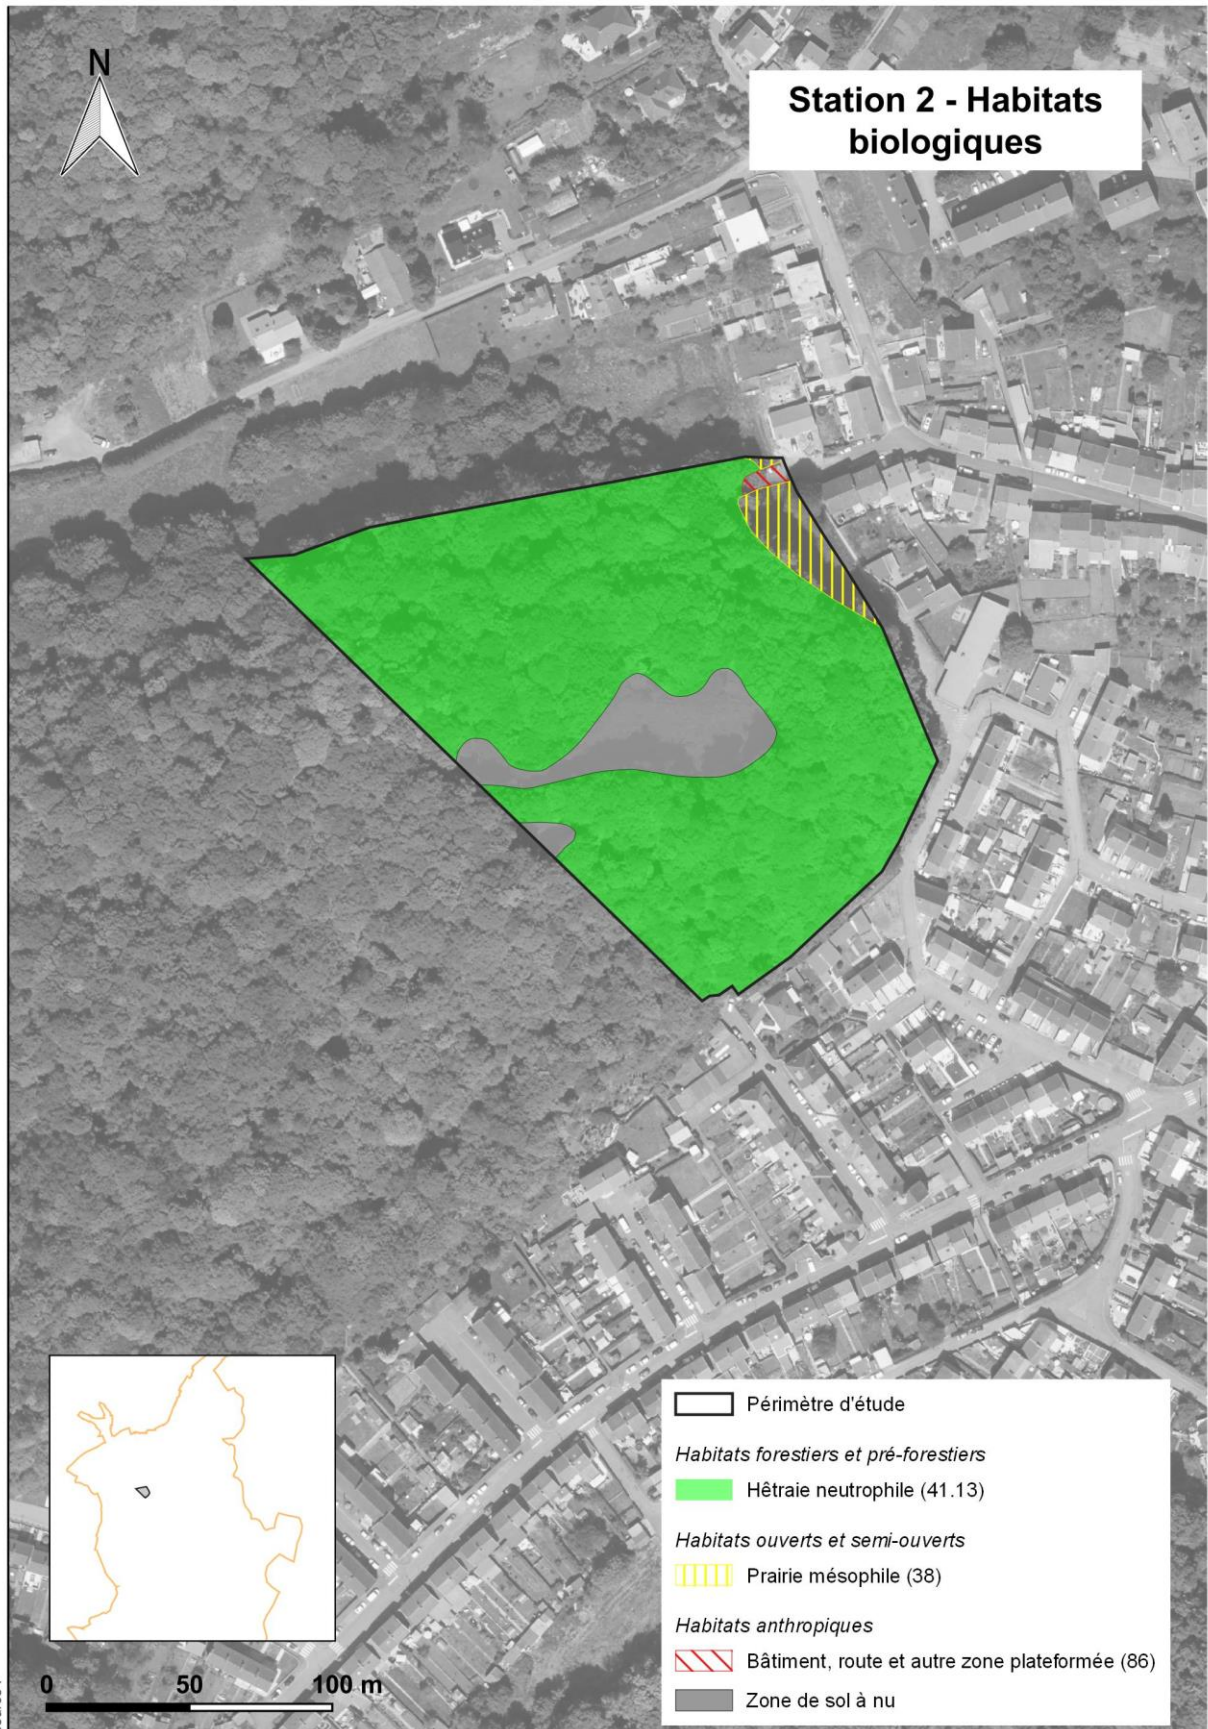 N
Station 2 - Habitats
biologiques
Périmètre d'étude
Habitats forestiers et pré-forestiers
Hêtraie neutrophile (41.13)
Habitats ouverts et semi-ouverts
Prairie mésophile (38)
Habitats anthropiques
Bâtiment, route et autre zone plateformée (86)
Zone de sol à nu
0 50 100 m